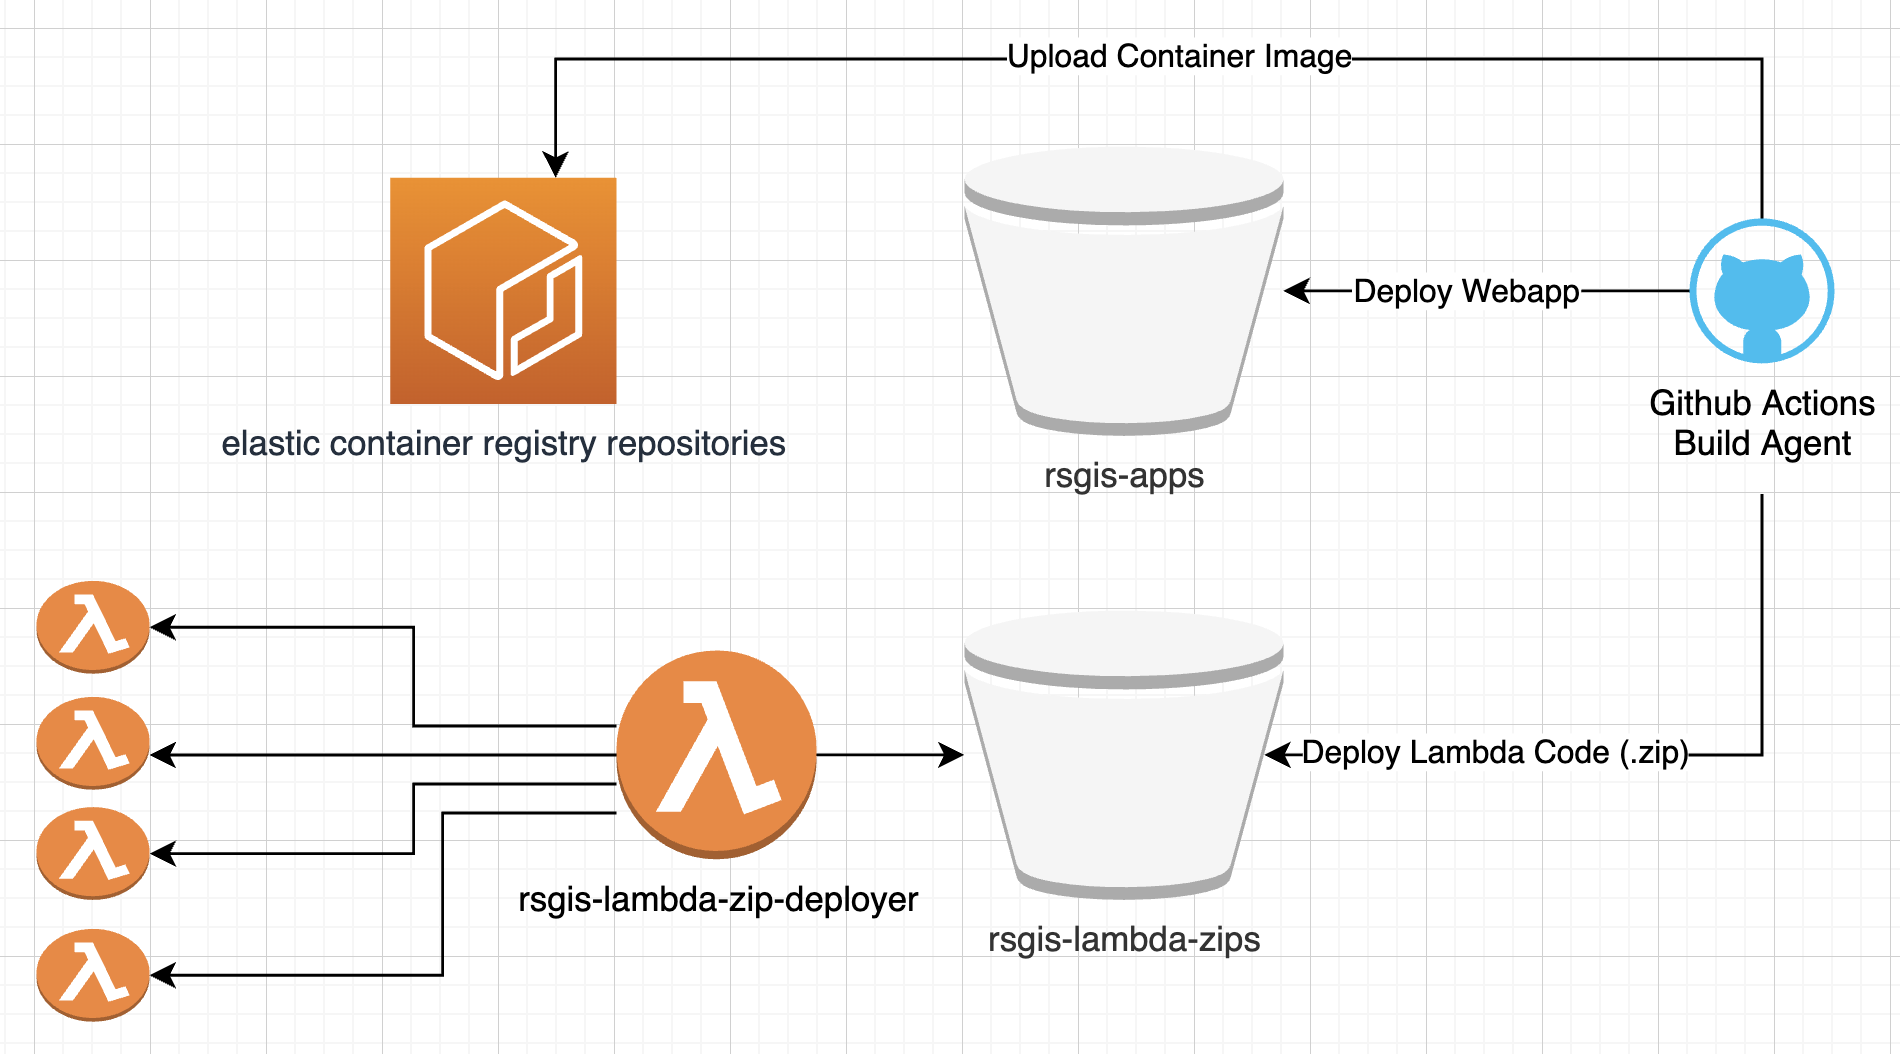 Upload Container Image
Deploy Webapp
Github Actions
Build Agent
elastic container registry repositories
rsgis-apps
Deploy Lambda Code (.zip)
rsgis-lambda-zip-deployer
rsgis-lambda-zips